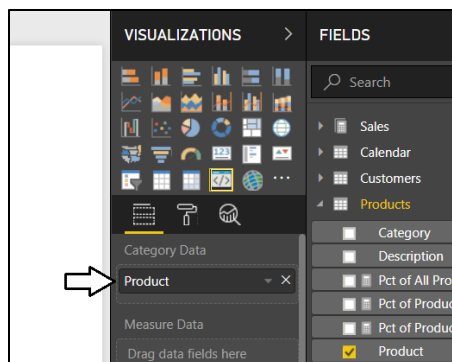 VISUALIZATIONS
FIELDS
Search
123
Sales
Calendar
Customers
Products
Category Data
Product
Measure Data
Drag data fields here
Category
Description
Pct of All Pro
Pct of Produc
Pct of Produc
Product